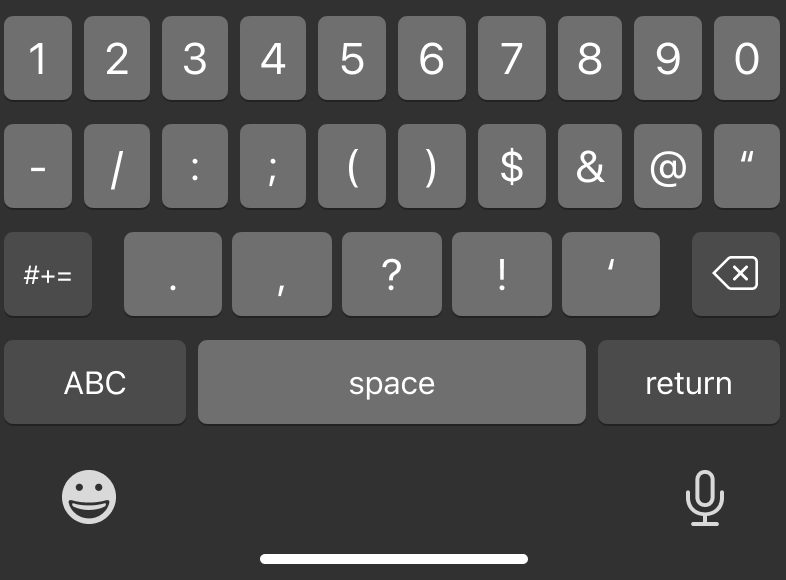 1 2 3 4 5 6 7 8 9 0
- / : ; ( ) $ & @ “
#+= . , ? ! ‘
ABC space return